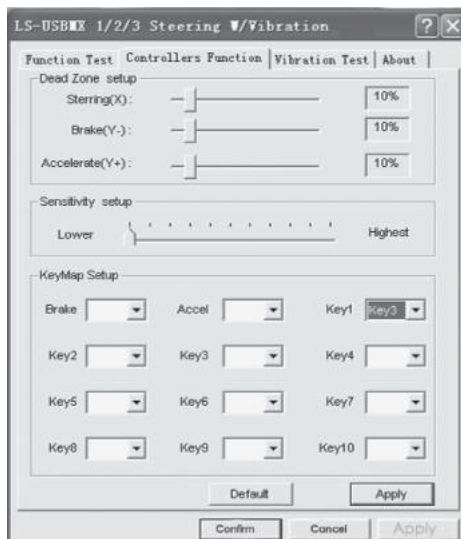 LS-USBMX 1/2/3 Steering W/Vibration
Function Test Controllers Function Vibration Test About
Dead Zone setup
Sterring(X): 10%
Brake(Y-): 10%
Accelerate(Y+): 10%
Sensitivity setup
Lower Highest
KeyMap Setup
Brake Accel Key1 Key3
Key2 Key3 Key4
Key5 Key6 Key7
Key8 Key9 Key10
Default Apply
Confirm Cancel Apply